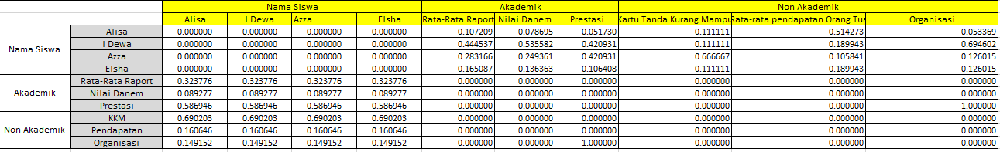 Nama Siswa Akademik Non Akademik
Alisa I Dewa Azza Elsha Rata-Rata Raport Nilai Danem Prestasi Kartu Tanda Kurang Mampu Rata-rata pendapatan Orang Tua Organisasi
Alisa 0.000000 0.000000 0.000000 0.000000 0.107209 0.078695 0.051730 0.111111 0.514273 0.053369
I Dewa 0.000000 0.000000 0.000000 0.000000 0.444537 0.535582 0.420931 0.111111 0.189943 0.694602
Nama Siswa
Azza 0.000000 0.000000 0.000000 0.000000 0.283166 0.249361 0.420931 0.666667 0.105841 0.126015
Elsha 0.000000 0.000000 0.000000 0.000000 0.165087 0.136363 0.106408 0.111111 0.189943 0.126015
Rata-Rata Raport 0.323776 0.323776 0.323776 0.323776 0.000000 0.000000 0.000000 0.000000 0.000000 0.000000
Akademik Nilai Danem 0.089277 0.089277 0.089277 0.089277 0.000000 0.000000 0.000000 0.000000 0.000000 0.000000
Prestasi 0.586946 0.586946 0.586946 0.586946 0.000000 0.000000 0.000000 0.000000 0.000000 1.000000
KKM 0.690203 0.690203 0.690203 0.690203 0.000000 0.000000 0.000000 0.000000 0.000000 0.000000
Non Akademik Pendapatan 0.160646 0.160646 0.160646 0.160646 0.000000 0.000000 0.000000 0.000000 0.000000 0.000000
Organisasi 0.149152 0.149152 0.149152 0.149152 0.000000 0.000000 1.000000 0.000000 0.000000 0.000000